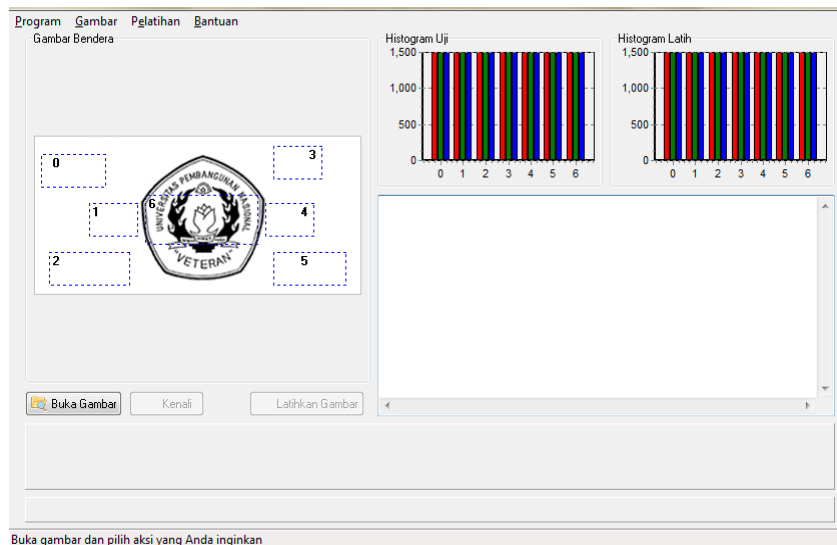 Program Gambar Pelatihan Bantuan
Gambar Bendera
0
1
2
3
4
5
6
UNIVERSITAS PEMBANGUNAN NASIONAL
"VETERAN"
Buka Gambar Kenali Latihkan Gambar
Histogram Uji
1,500
1,000
500
0
0 1 2 3 4 5 6
Histogram Latih
1,500
1,000
500
0
0 1 2 3 4 5 6
Buka gambar dan pilih aksi yang Anda inginkan